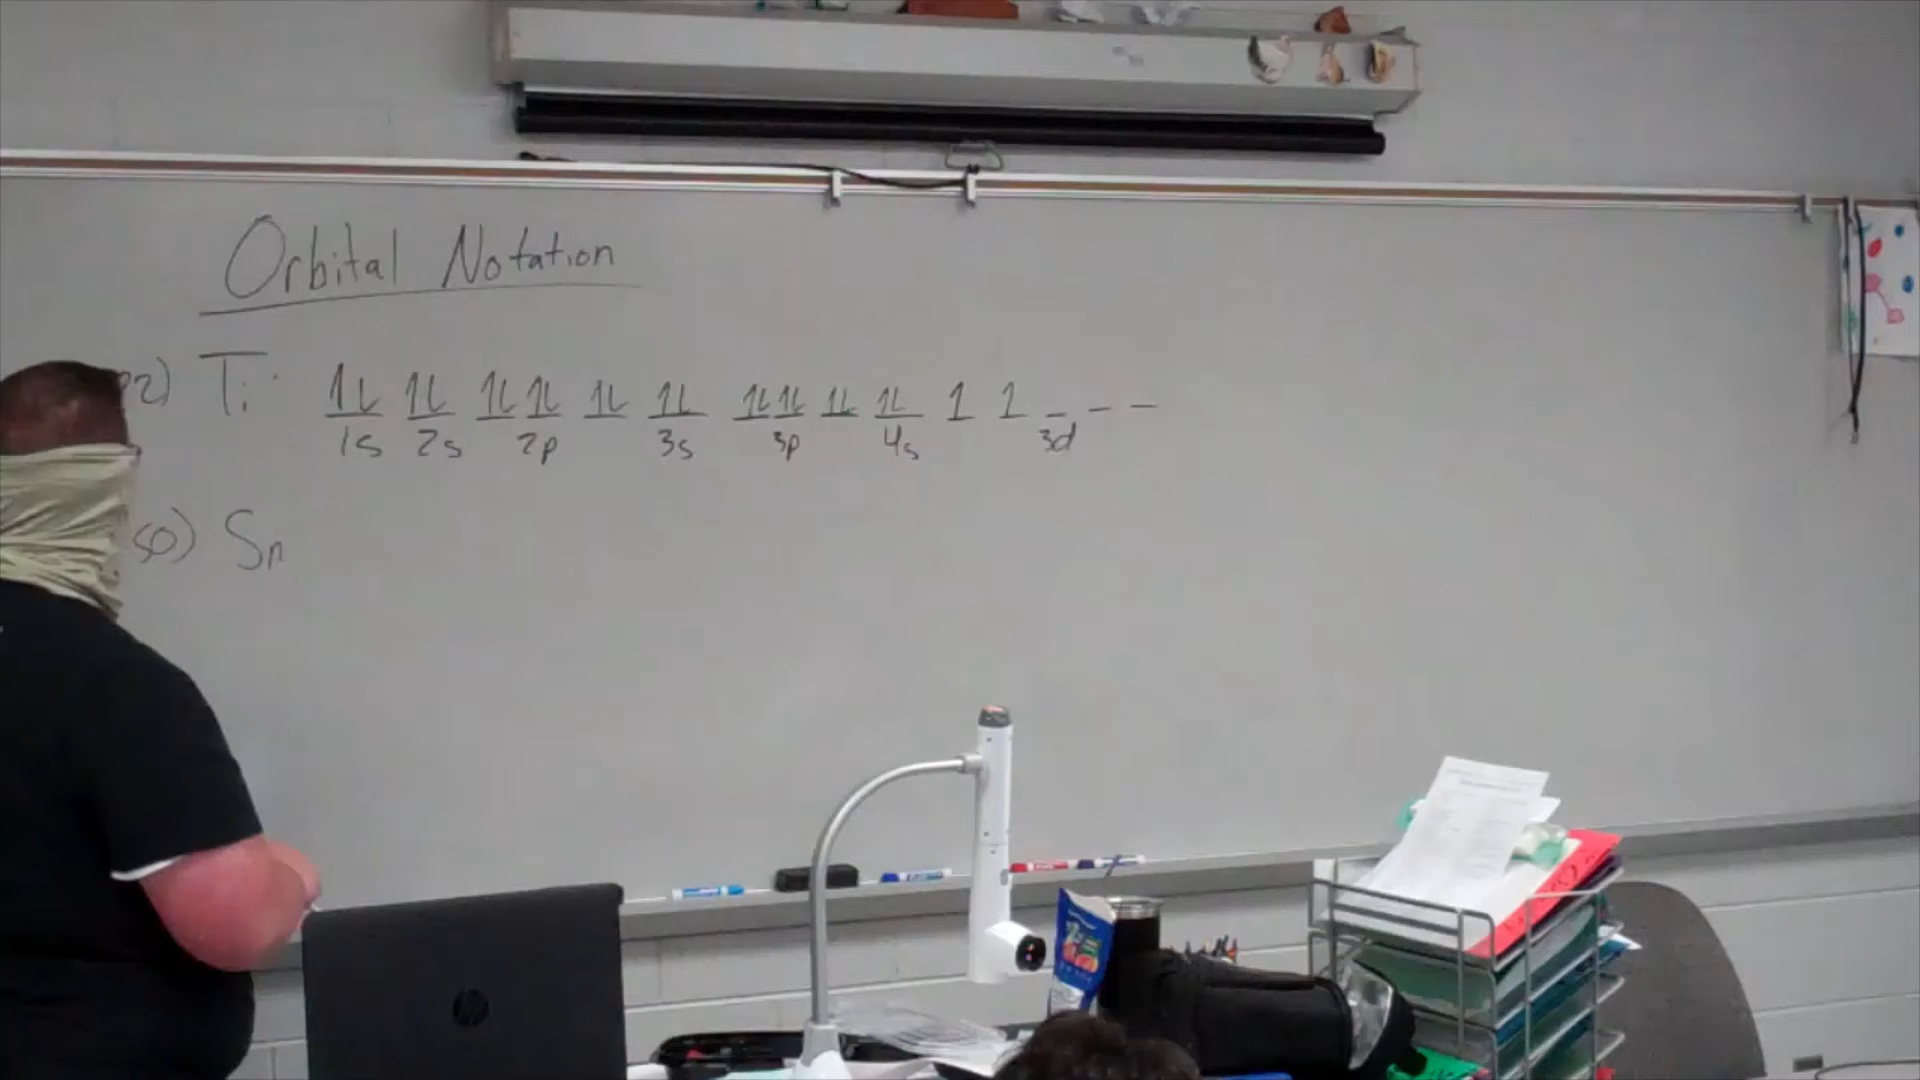 Orbital Notation
22) Ti 1L 1L 1L 1L 1L 1L 1L 1L 1L 1L 1 1 _ _ _
1s 2s 2p 3s 3p 4s 3d
50) Sn
hp